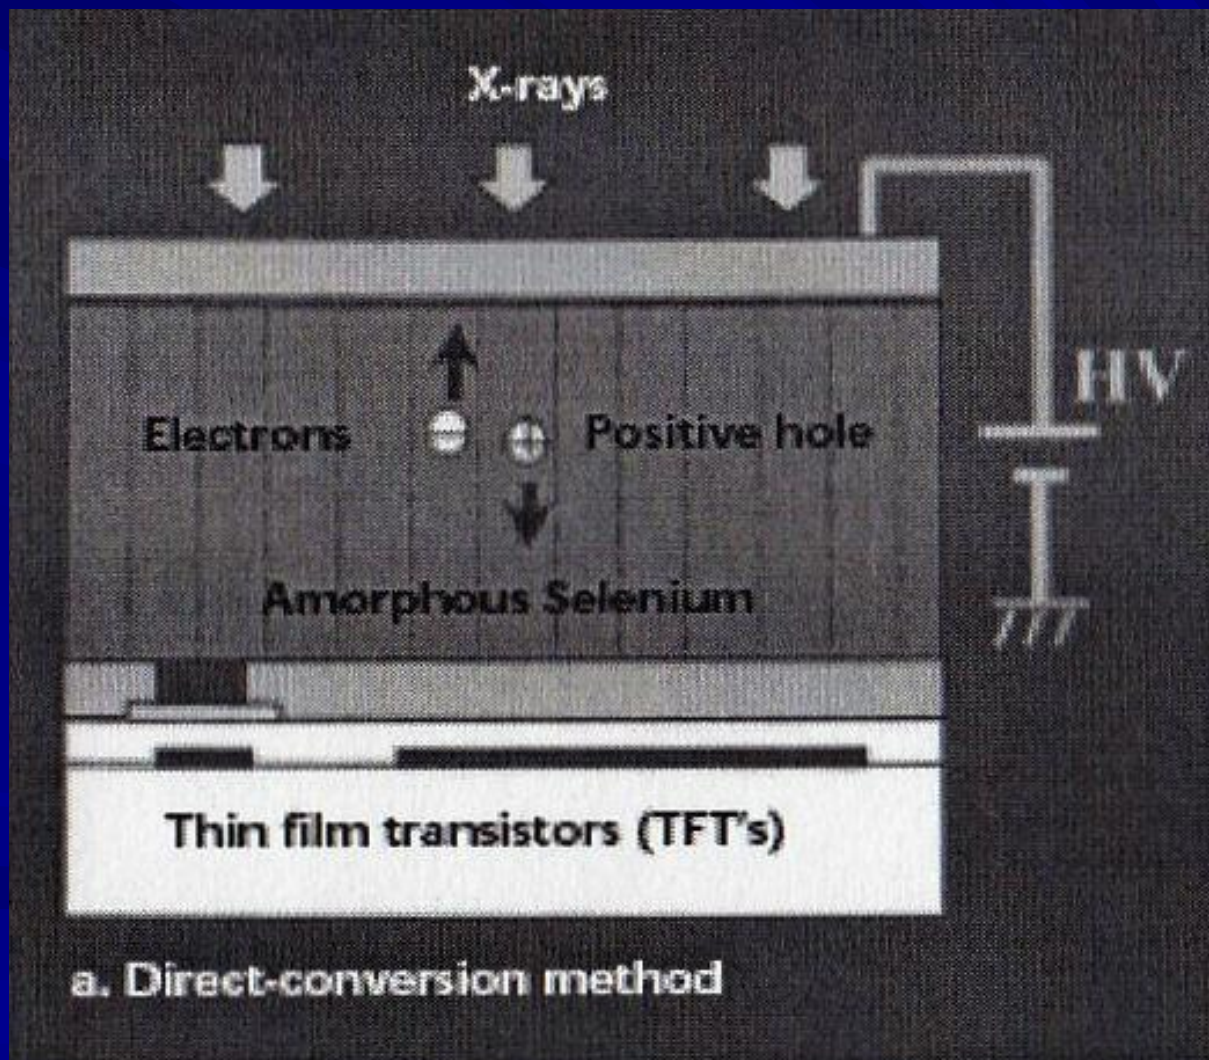 X-rays
HV
Electrons
Positive hole
Amorphous Selenium
Thin film transistors (TFT's)
a. Direct-conversion method